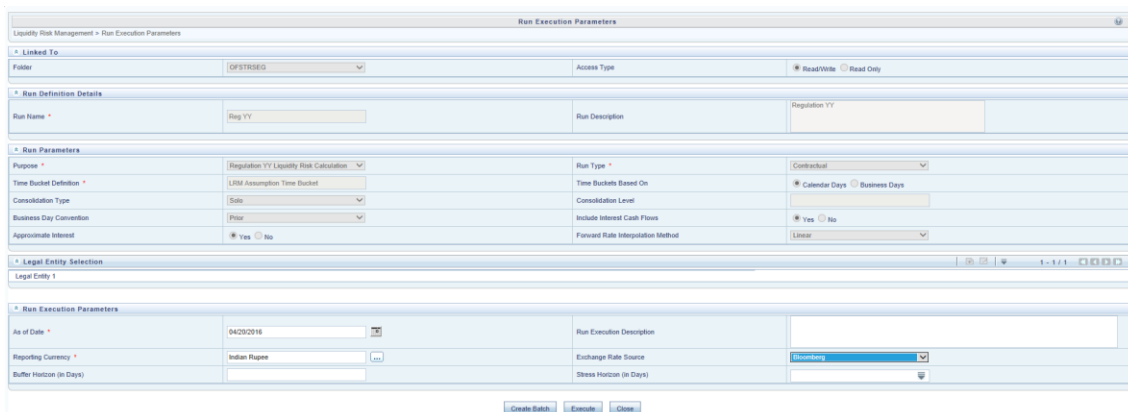 Run Execution Parameters
Liquidity Risk Management > Run Execution Parameters
Linked To
Folder OFSTRSEG Access Type Read/Write Read Only
Run Definition Details
Run Name * Reg YY Run Description Regulation YY
Run Parameters
Purpose * Regulation YY Liquidity Risk Calculation Run Type * Contractual
Time Bucket Definition * LRM Assumption Time Bucket Time Buckets Based On Calendar Days Business Days
Consolidation Type Solo Consolidation Level
Business Day Convention Prior Include Interest Cash Flows Yes No
Approximate Interest Yes No Forward Rate Interpolation Method Linear
Legal Entity Selection 1 - 1 / 1
Legal Entity 1
Run Execution Parameters
As of Date * 04/20/2016 Run Execution Description
Reporting Currency * Indian Rupee ... Exchange Rate Source Bloomberg
Buffer Horizon (in Days) Stress Horizon (in Days)
Create Batch Execute Close